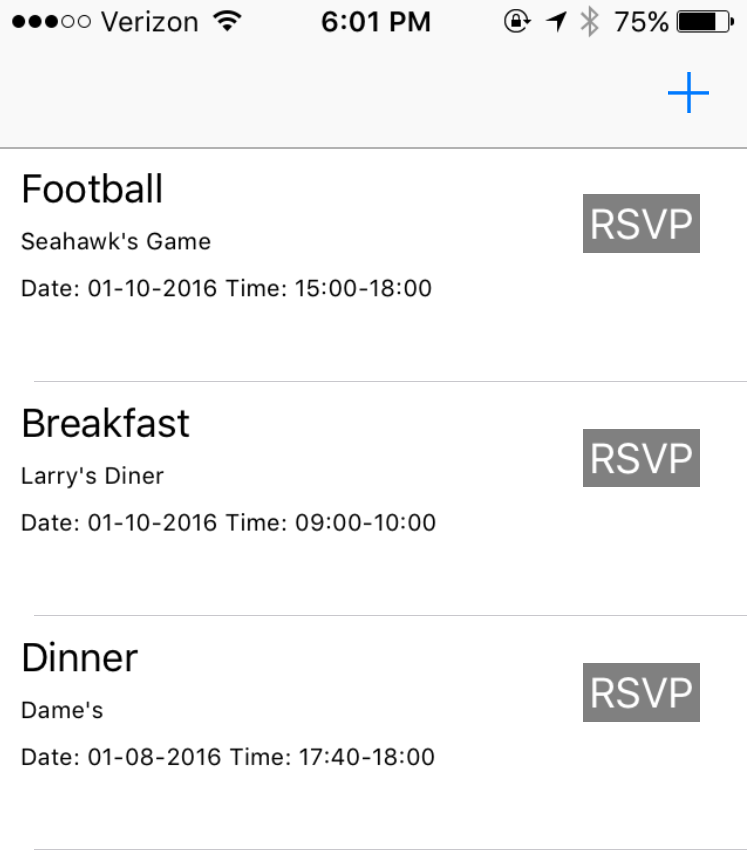 Verizon 6:01 PM 75%
Football
RSVP
Seahawk's Game
Date: 01-10-2016 Time: 15:00-18:00
Breakfast
RSVP
Larry's Diner
Date: 01-10-2016 Time: 09:00-10:00
Dinner
RSVP
Dame's
Date: 01-08-2016 Time: 17:40-18:00